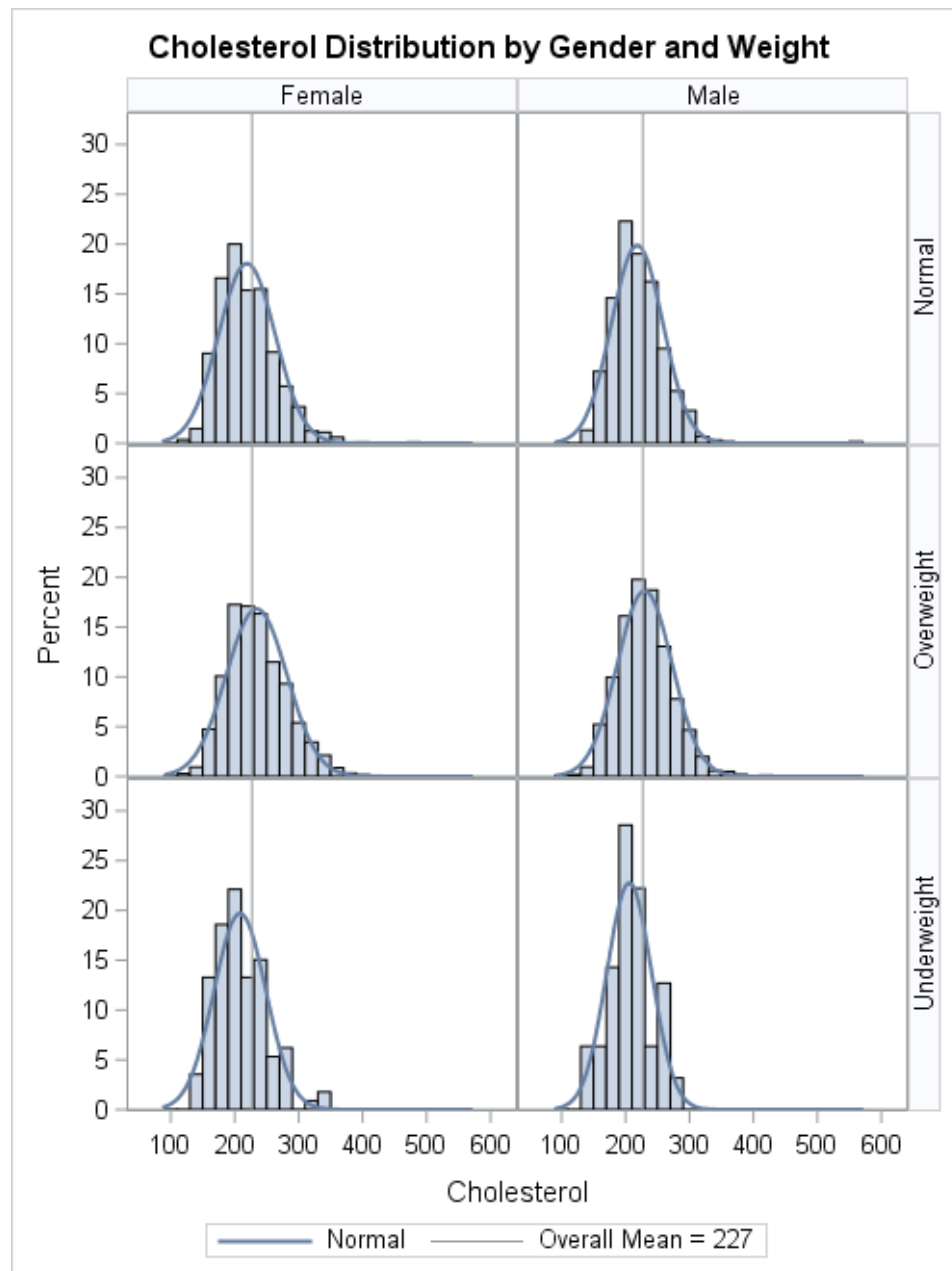 Cholesterol Distribution by Gender and Weight
Female Male
30
25
20
15
10
5
0
Normal
30
25
20
15
10
5
0
Overweight
30
25
20
15
10
5
0
Underweight
Percent
100 200 300 400 500 600 100 200 300 400 500 600
Cholesterol
Normal Overall Mean = 227